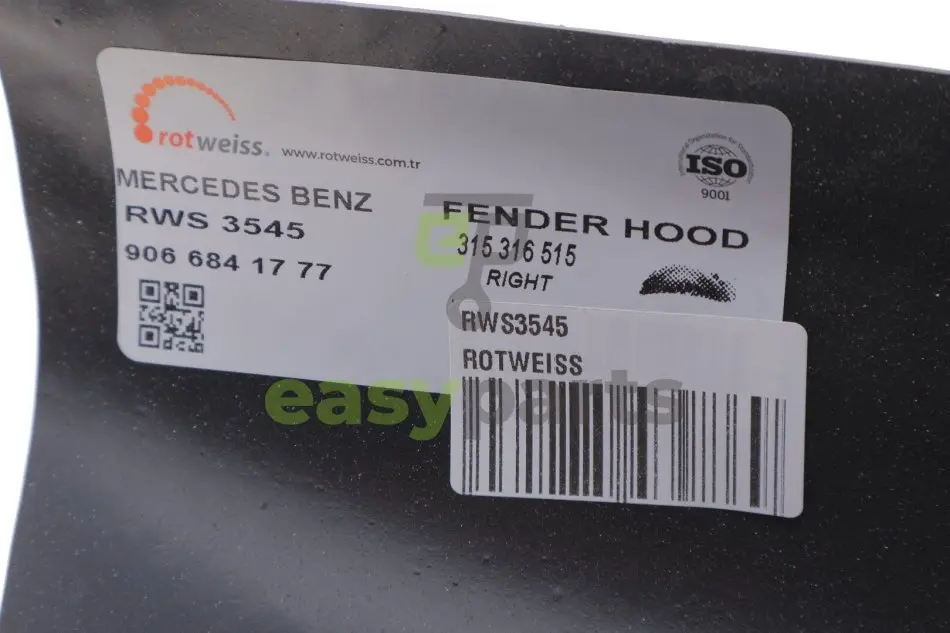 rotweiss. www.rotweiss.com.tr
MERCEDES BENZ
RWS 3545
906 684 17 77
ISO
9001
FENDER HOOD
315 316 515
RIGHT
RWS3545
ROTWEISS
easyparts